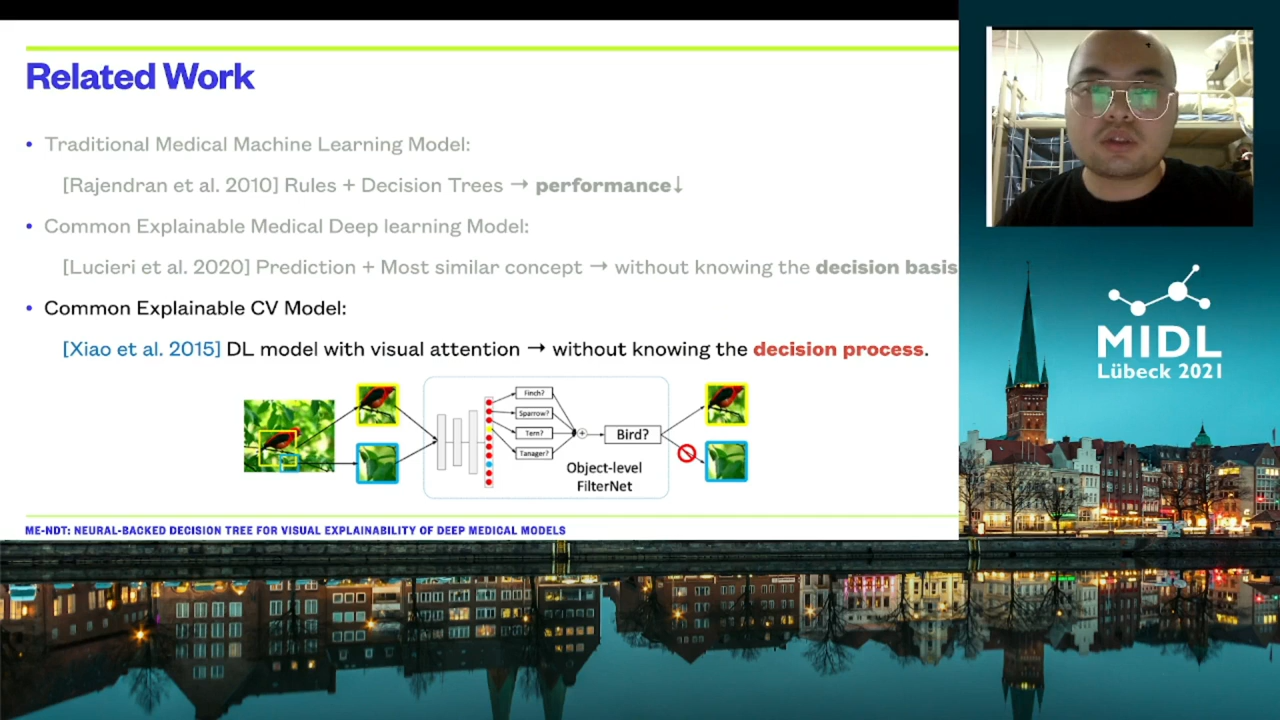 Related Work
• Traditional Medical Machine Learning Model:
[Rajendran et al. 2010] Rules + Decision Trees → performance↓
• Common Explainable Medical Deep learning Model:
[Lucieri et al. 2020] Prediction + Most similar concept → without knowing the decision basis
• Common Explainable CV Model:
[Xiao et al. 2015] DL model with visual attention → without knowing the decision process.
Finch?
Sparrow?
Tern?
Tanager?
+
Bird?
Object-level
FilterNet
ME-NDT: NEURAL-BACKED DECISION TREE FOR VISUAL EXPLAINABILITY OF DEEP MEDICAL MODELS
MIDL
Lübeck 2021